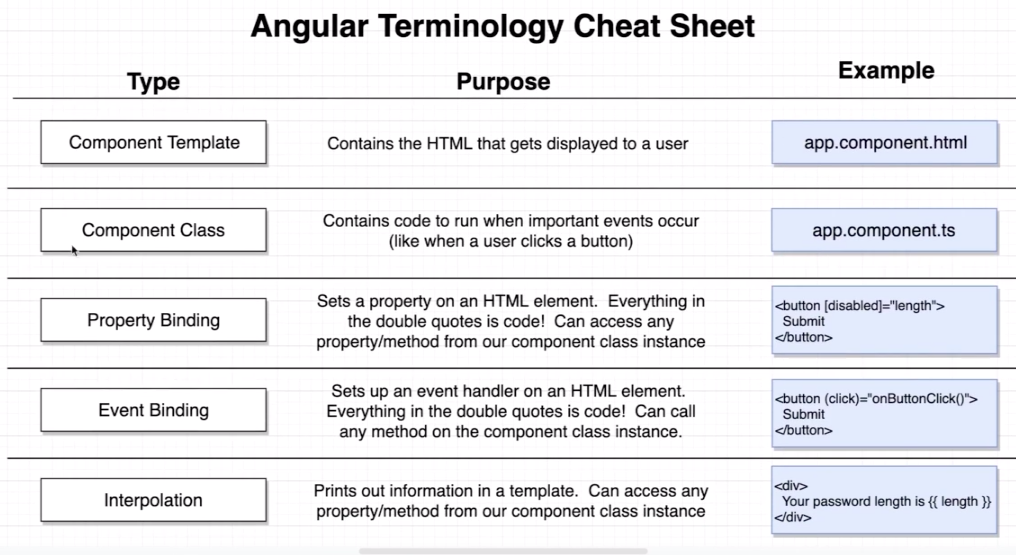 Angular Terminology Cheat Sheet
Type
Purpose
Example
Component Template
Contains the HTML that gets displayed to a user
app.component.html
Component Class
Contains code to run when important events occur
(like when a user clicks a button)
app.component.ts
Property Binding
Sets a property on an HTML element.  Everything in
the double quotes is code!  Can access any
property/method from our component class instance
<button [disabled]="length">
Submit
</button>
Event Binding
Sets up an event handler on an HTML element.
Everything in the double quotes is code!  Can call
any method on the component class instance.
<button (click)="onButtonClick()">
Submit
</button>
Interpolation
Prints out information in a template.  Can access any
property/method from our component class instance
<div>
Your password length is {{ length }}
</div>